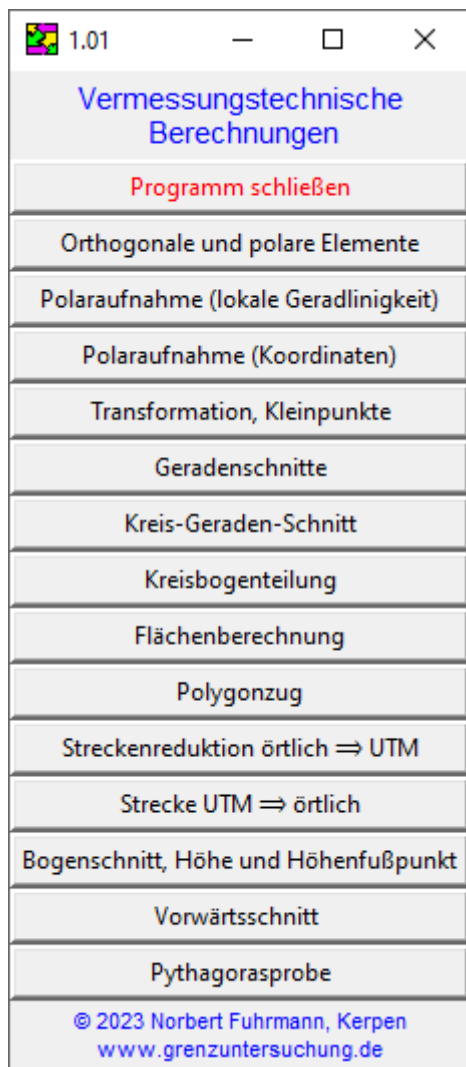 1.01
Vermessungstechnische
Berechnungen
Programm schließen
Orthogonale und polare Elemente
Polaraufnahme (lokale Geradlinigkeit)
Polaraufnahme (Koordinaten)
Transformation, Kleinpunkte
Geradenschnitte
Kreis-Geraden-Schnitt
Kreisbogenteilung
Flächenberechnung
Polygonzug
Streckenreduktion örtlich ⇒ UTM
Strecke UTM ⇒ örtlich
Bogenschnitt, Höhe und Höhenfußpunkt
Vorwärtsschnitt
Pythagorasprobe
© 2023 Norbert Fuhrmann, Kerpen
www.grenzuntersuchung.de